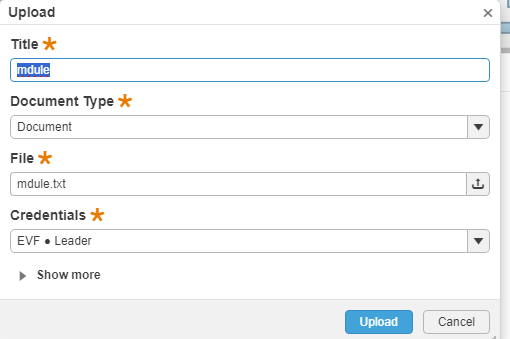 Upload
Title *
mdule
Document Type *
Document
File *
mdule.txt
Credentials *
EVF ● Leader
Show more
Upload Cancel